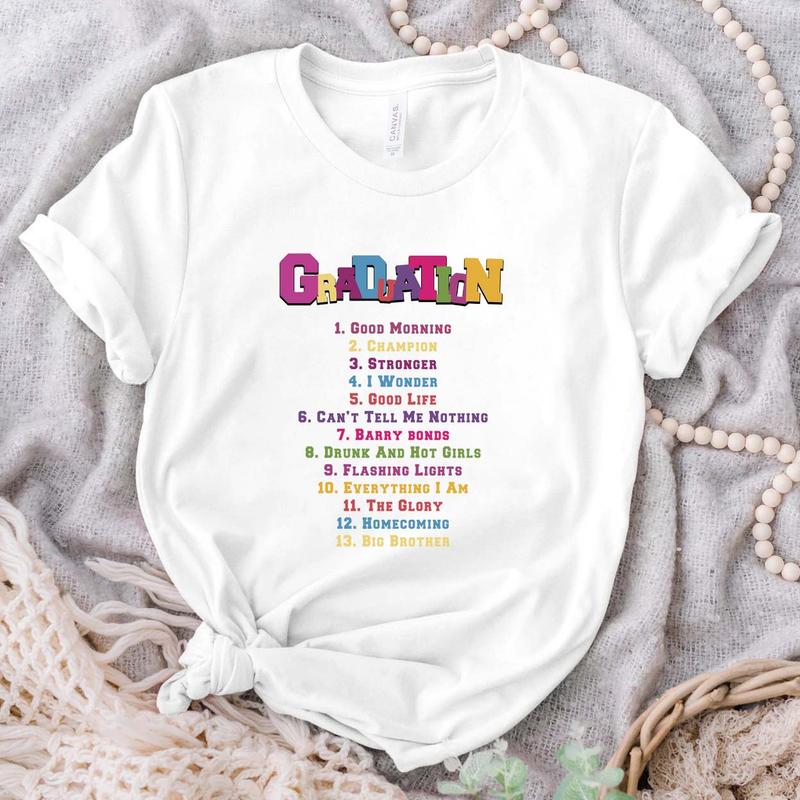 CANVAS
GRADUATION
1. GOOD MORNING
2. CHAMPION
3. STRONGER
4. I WONDER
5. GOOD LIFE
6. CAN'T TELL ME NOTHING
7. BARRY BONDS
8. DRUNK AND HOT GIRLS
9. FLASHING LIGHTS
10. EVERYTHING I AM
11. THE GLORY
12. HOMECOMING
13. BIG BROTHER